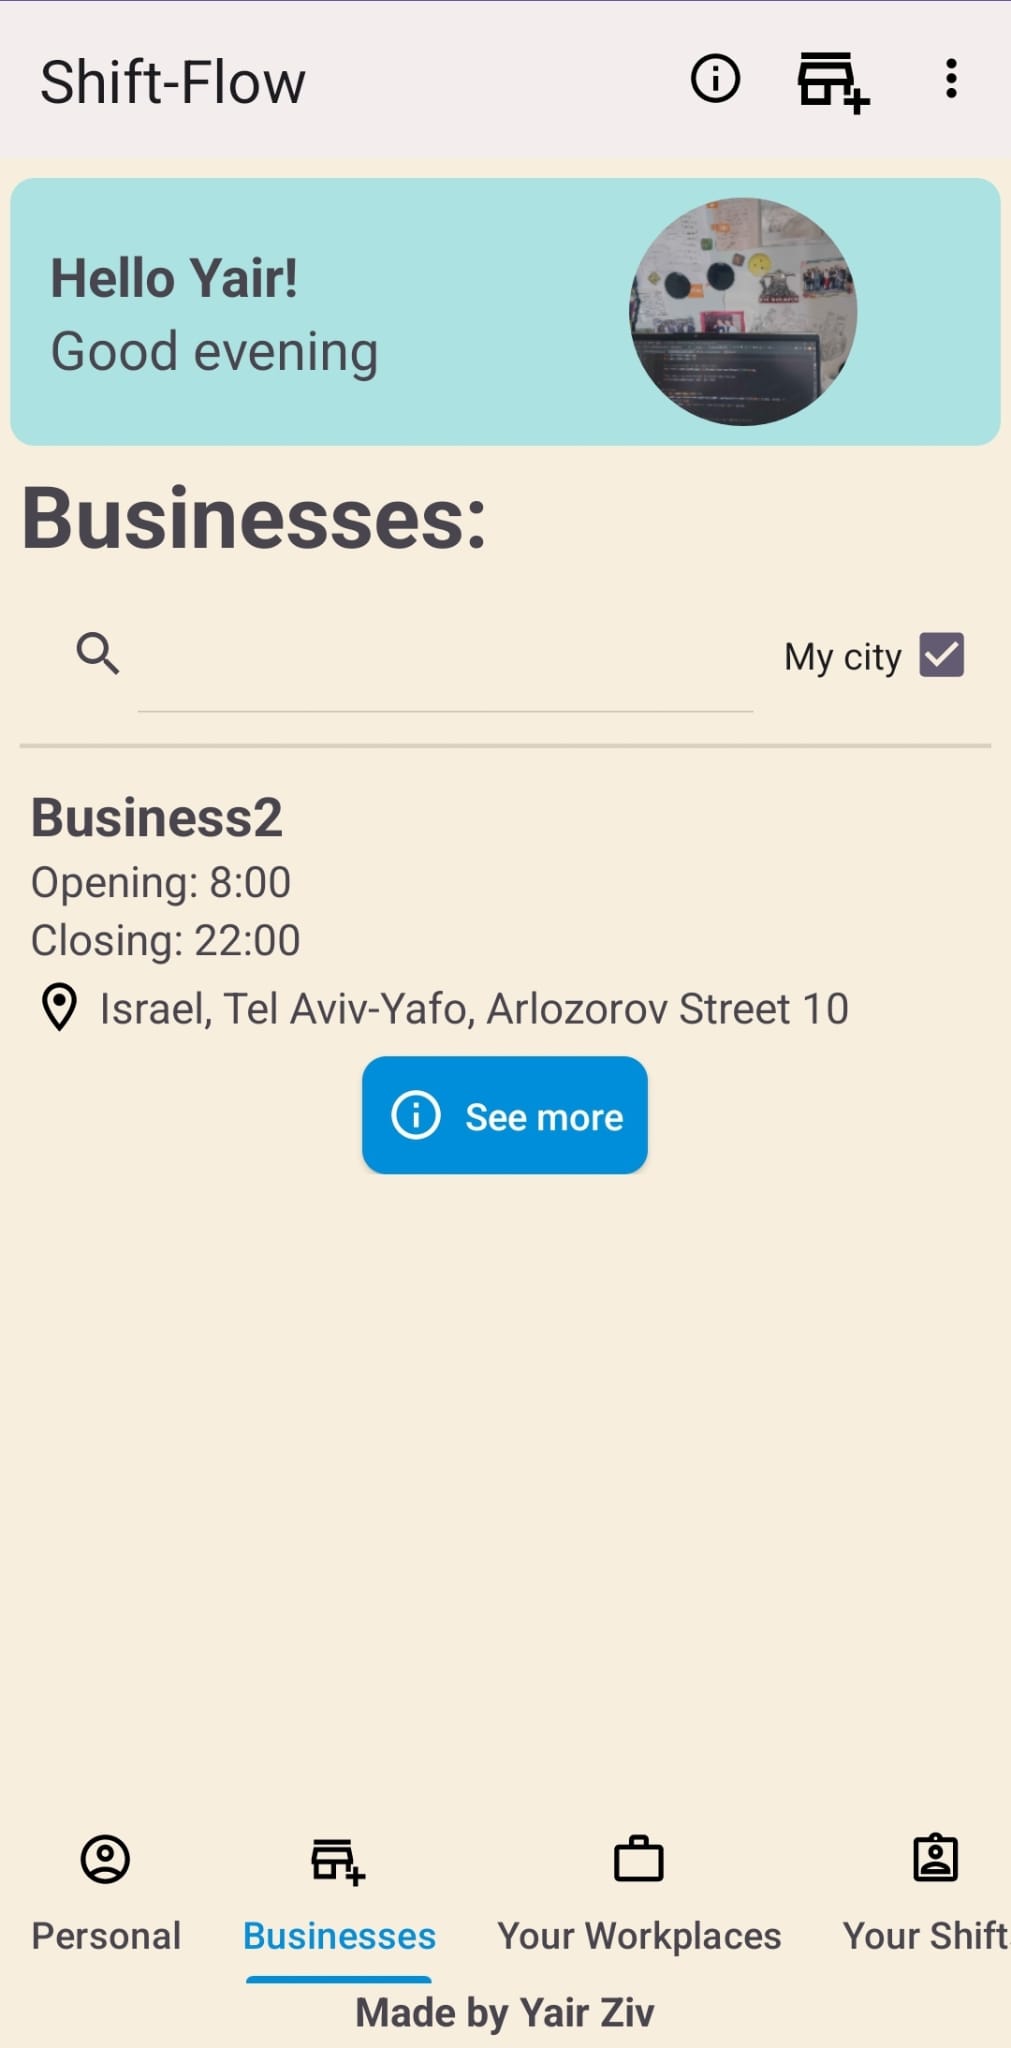 Shift-Flow
Hello Yair!
Good evening
Businesses:
My city
Business2
Opening: 8:00
Closing: 22:00
Israel, Tel Aviv-Yafo, Arlozorov Street 10
See more
Personal
Businesses
Your Workplaces
Your Shift
Made by Yair Ziv